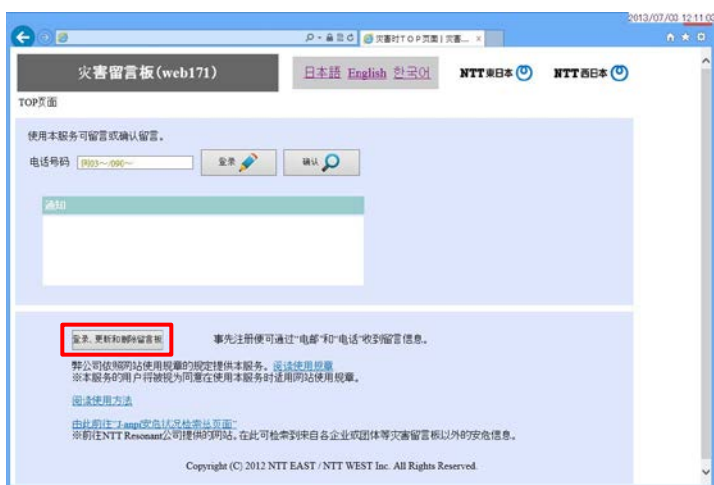 2013/07/03 12:11:03
灾害时TOP页面|灾害... ×
灾害留言板(web171)
日本語 English 한국어
NTT東日本
NTT西日本
TOP页面
使用本服务可留言或确认留言。
电话号码 例03～/090～ 登录 确认
通知
登录、更新和删除留言板 事先注册便可通过"电邮"和"电话"收到留言信息。
弊公司依照网站使用规章的规定提供本服务。阅读使用规章
※本服务的用户将被视为同意在使用本服务时适用网站使用规章。
阅读使用方法
由此前往"J-anpi安危状况检索总页面"
※前往NTT Resonant公司提供的网站。在此可检索到来自各企业或团体等灾害留言板以外的安危信息。
Copyright (C) 2012 NTT EAST / NTT WEST Inc. All Rights Reserved.